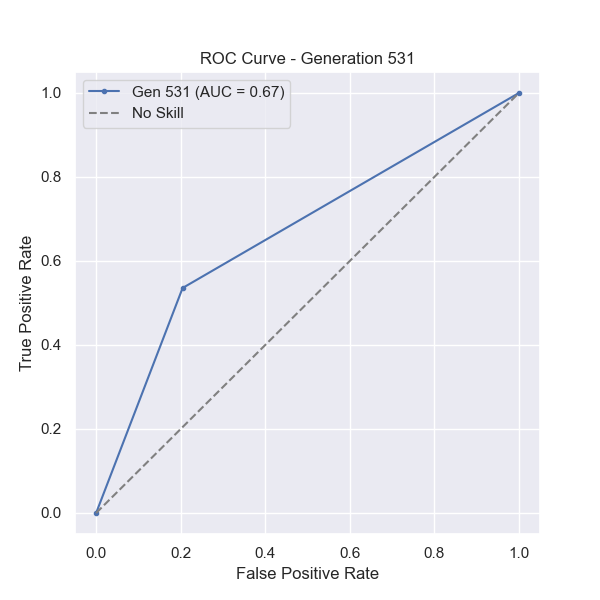 ROC Curve - Generation 531
Gen 531 (AUC = 0.67)
No Skill
1.0
0.8
0.6
0.4
0.2
0.0
True Positive Rate
0.0 0.2 0.4 0.6 0.8 1.0
False Positive Rate